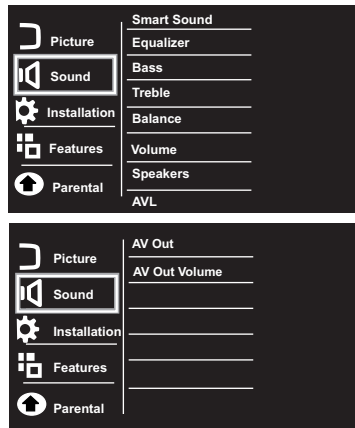 Picture
Sound
Installation
Features
Parental
Smart Sound
Equalizer
Bass
Treble
Balance
Volume
Speakers
AVL
Picture
Sound
Installation
Features
Parental
AV Out
AV Out Volume